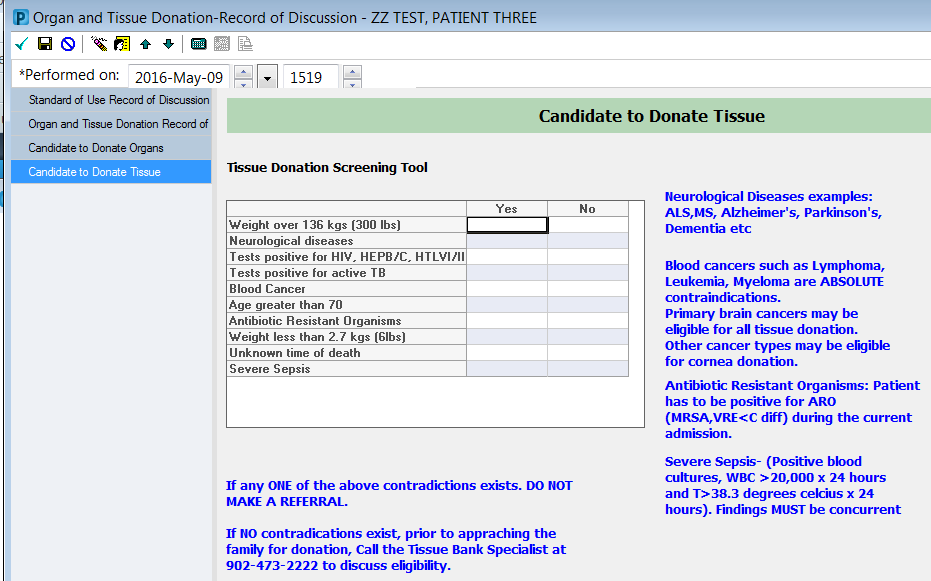 P Organ and Tissue Donation-Record of Discussion - ZZ TEST, PATIENT THREE
*Performed on: 2016-May-09 1519
Standard of Use Record of Discussion
Organ and Tissue Donation Record of
Candidate to Donate Organs
Candidate to Donate Tissue
Candidate to Donate Tissue
Tissue Donation Screening Tool
Yes No
Weight over 136 kgs (300 lbs)
Neurological diseases
Tests positive for HIV, HEPB/C, HTLVI/II
Tests positive for active TB
Blood Cancer
Age greater than 70
Antibiotic Resistant Organisms
Weight less than 2.7 kgs (6lbs)
Unknown time of death
Severe Sepsis
If any ONE of the above contradictions exists. DO NOT
MAKE A REFERRAL.
If NO contradications exist, prior to appraching the
family for donation, Call the Tissue Bank Specialist at
902-473-2222 to discuss eligibility.
Neurological Diseases examples:
ALS,MS, Alzheimer's, Parkinson's,
Dementia etc
Blood cancers such as Lymphoma,
Leukemia, Myeloma are ABSOLUTE
contraindications.
Primary brain cancers may be
eligible for all tissue donation.
Other cancer types may be eligible
for cornea donation.
Antibiotic Resistant Organisms: Patient
has to be positive for ARO
(MRSA,VRE<C diff) during the current
admission.
Severe Sepsis- (Positive blood
cultures, WBC >20,000 x 24 hours
and T>38.3 degrees celcius x 24
hours). Findings MUST be concurrent